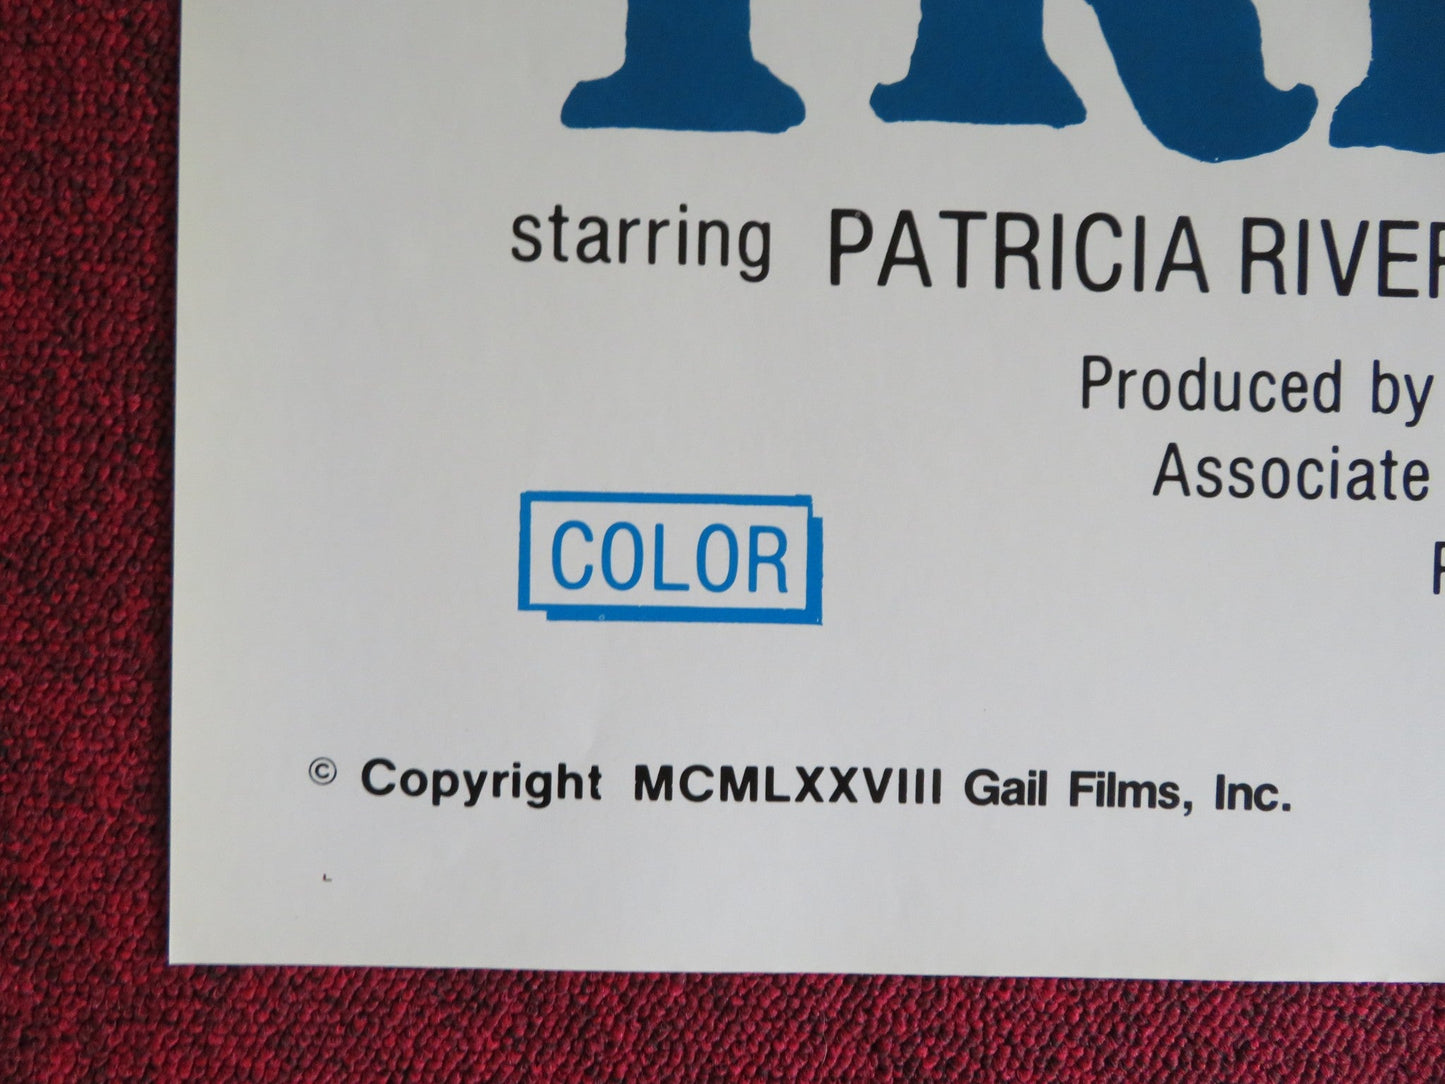 starring PATRICIA RIVER
Produced by
Associate
COLOR
© Copyright MCMLXXVIII Gail Films, Inc.